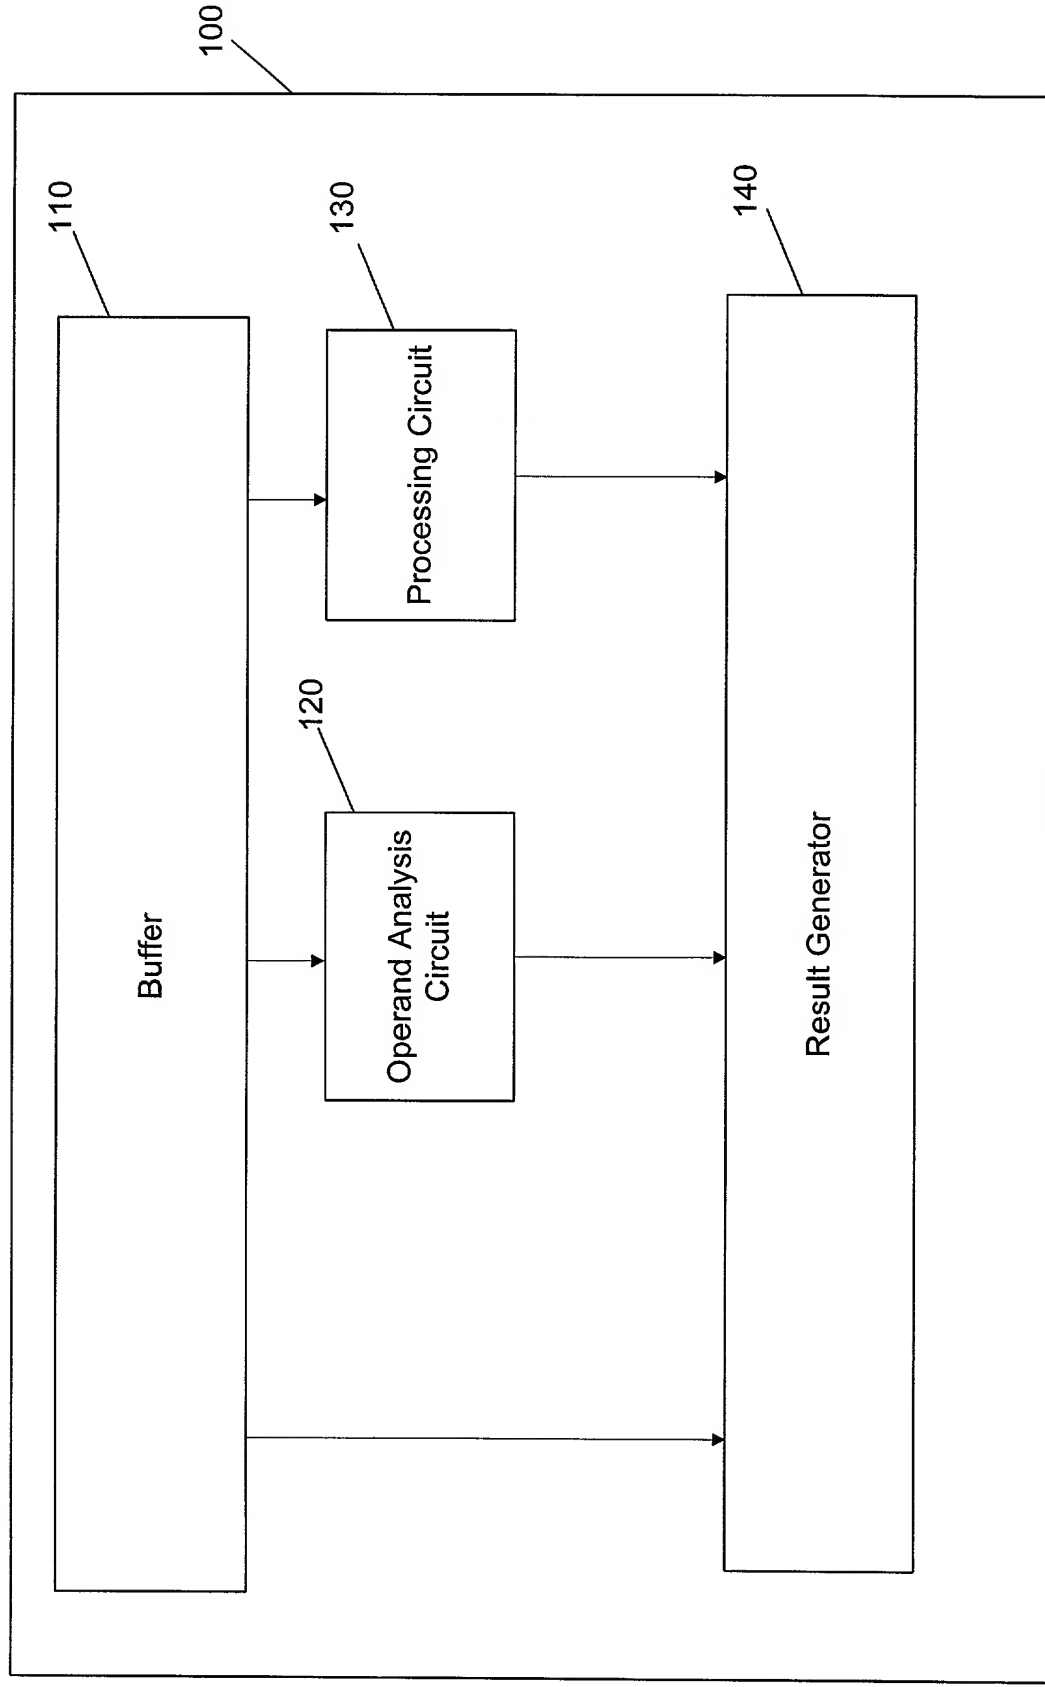 100
110
Buffer
120
Operand Analysis
Circuit
130
Processing Circuit
140
Result Generator